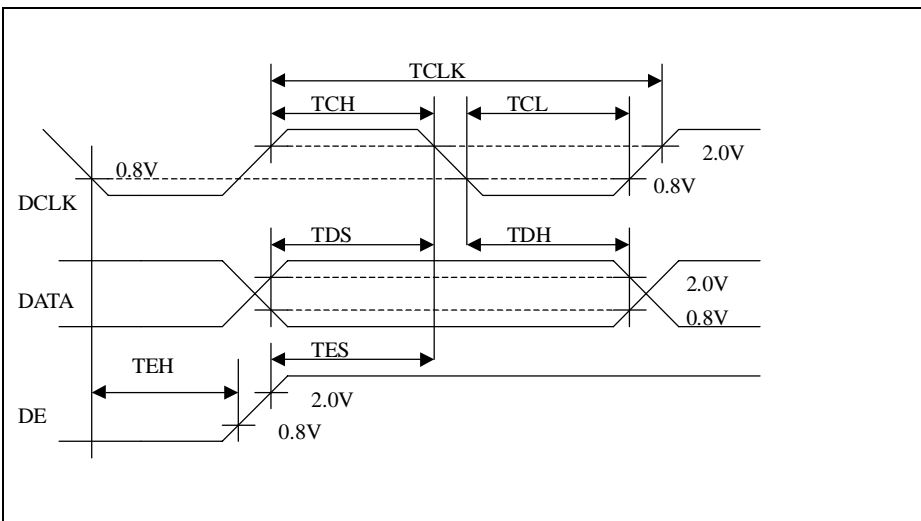 TCLK
TCH TCL
0.8V 2.0V
0.8V
DCLK
TDS TDH
2.0V
DATA
0.8V
TES
TEH
2.0V
DE
0.8V